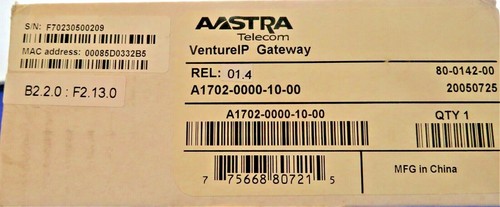 S/N: F70230500209
MAC address: 00085D0332B5
B2.2.0 : F2.13.0
AASTRA
Telecom
VentureIP Gateway
REL: 01.4
80-0142-00
A1702-0000-10-00
20050725
A1702-0000-10-00
QTY 1
7 75668 80721 5
MFG in China